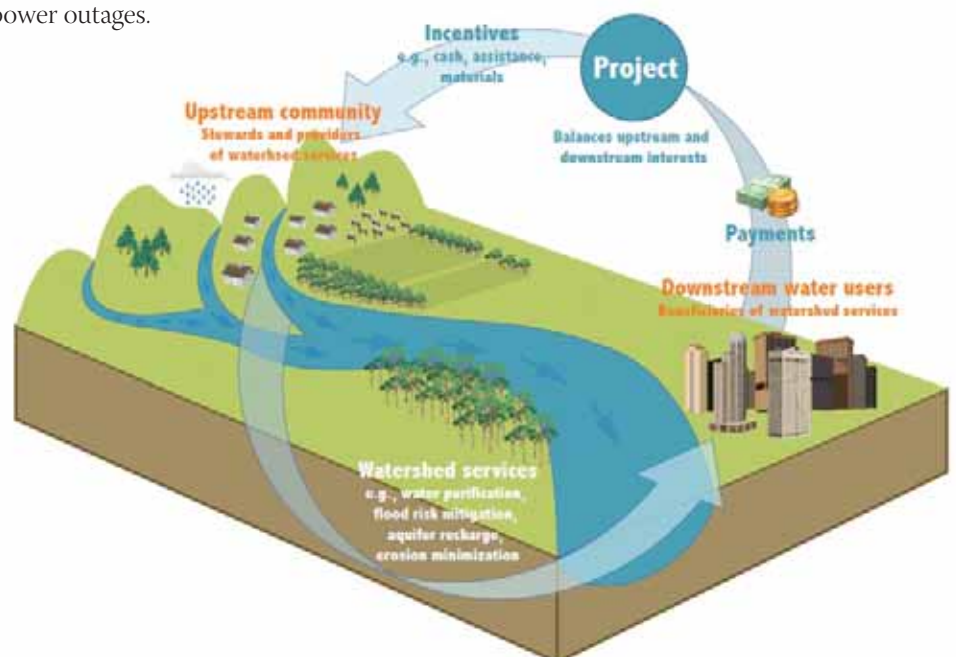 power outages.
Incentives
e.g., cash, assistance,
materials
Project
Upstream community
Stewards and providers
of watershed services
Balances upstream and
downstream interests
Payments
Downstream water users
Beneficiaries of watershed services
Watershed services
e.g., water purification,
flood risk mitigation,
aquifer recharge,
erosion minimization